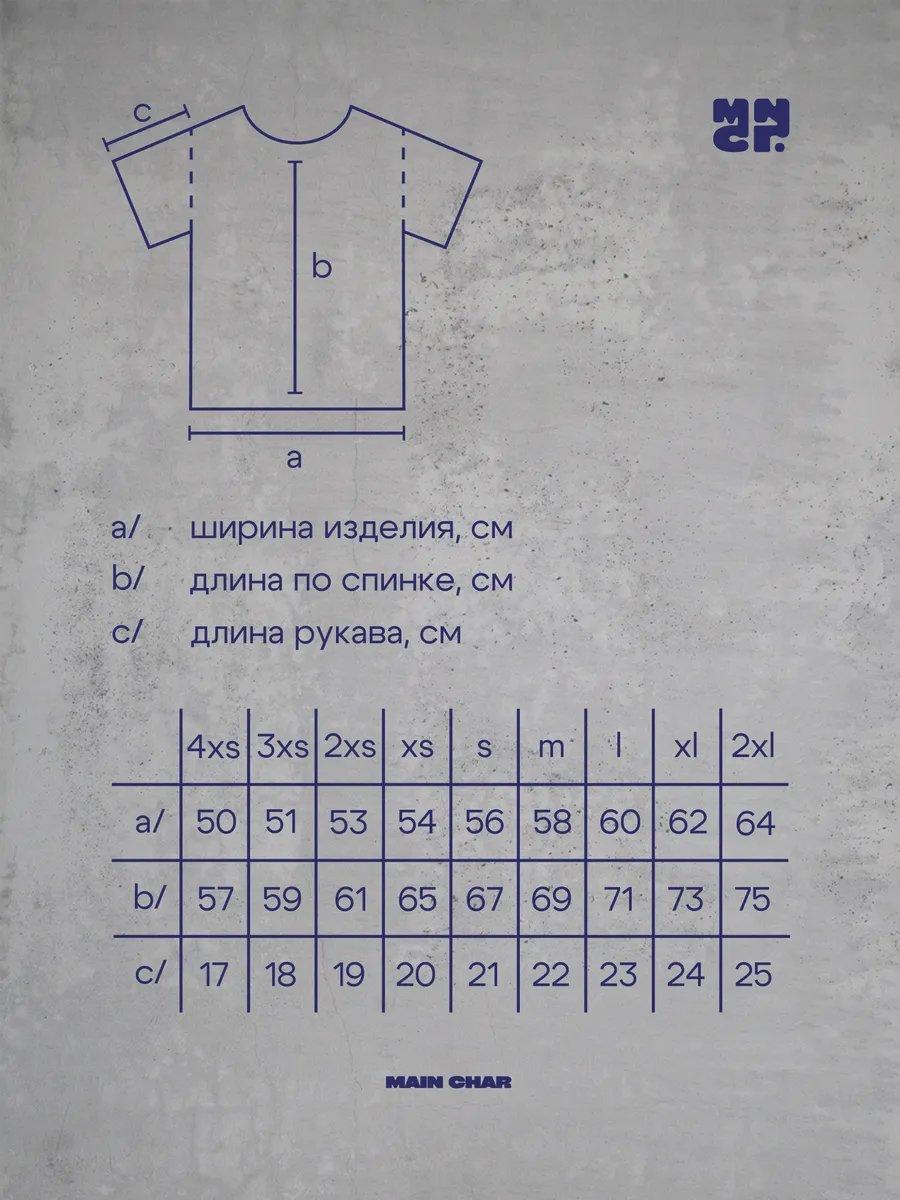 c
MN
CR.
b
a
a/ ширина изделия, см
b/ длина по спинке, см
c/ длина рукава, см
4xs 3xs 2xs xs s m l xl 2xl
a/ 50 51 53 54 56 58 60 62 64
b/ 57 59 61 65 67 69 71 73 75
c/ 17 18 19 20 21 22 23 24 25
MAIN CHAR